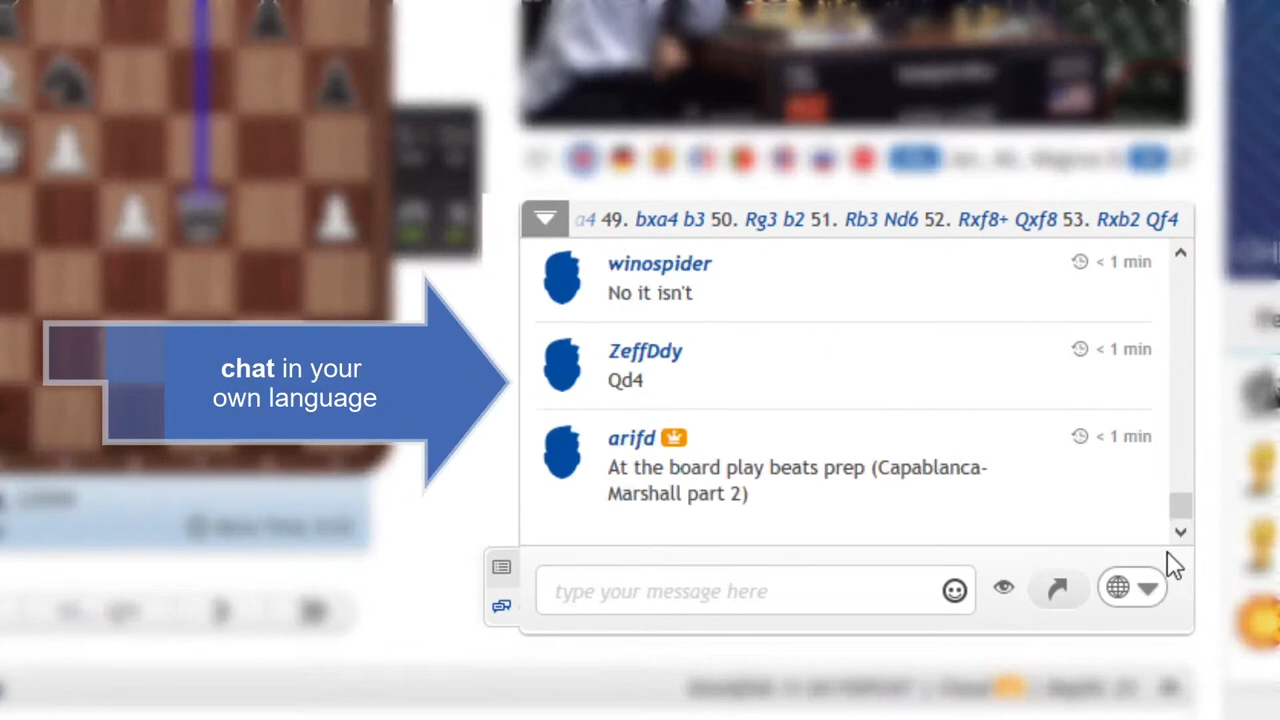 a4 49. bxa4 b3 50. Rg3 b2 51. Rb3 Nd6 52. Rxf8+ Qxf8 53. Rxb2 Qf4
winospider
< 1 min
No it isn't
ZeffDdy
< 1 min
Qd4
chat in your
own language
arifd
< 1 min
At the board play beats prep (Capablanca-
Marshall part 2)
type your message here